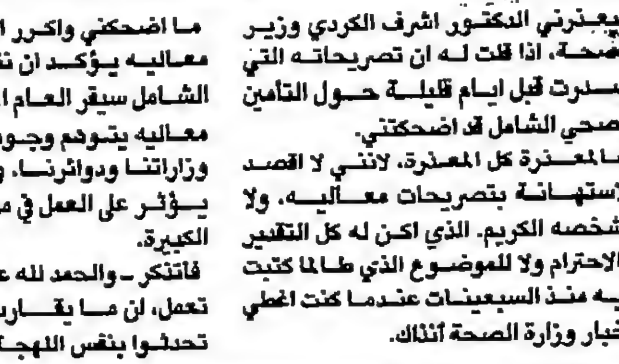 يعذرني الدكتور اشرف الكردي وزير
الصحة، اذا قلت له ان تصريحاته التي
صدرت قبل ايام قليلة حول التأمين
الصحي الشامل قد اضحكتني.
فالمعذرة كل المعذرة، لانني لا اقصد
الاستهانة بتصريحات معاليه، ولا
شخصه الكريم، الذي اكن له كل التقدير
والاحترام ولا للموضوع الذي طالما كتبت
فيه منذ السبعينات عندما كنت اغطي
اخبار وزارة الصحة آنذاك.
ما اضحكني واكرر
معاليه يؤكد ان
الشامل سيقر العام
معاليه يتوهم
وزاراتنا ودوائرنا،
يؤثر على العمل في
الكبيرة.
فأتذكر - والحمد لله
تعمل، لن ما
تحدثوا بنفس